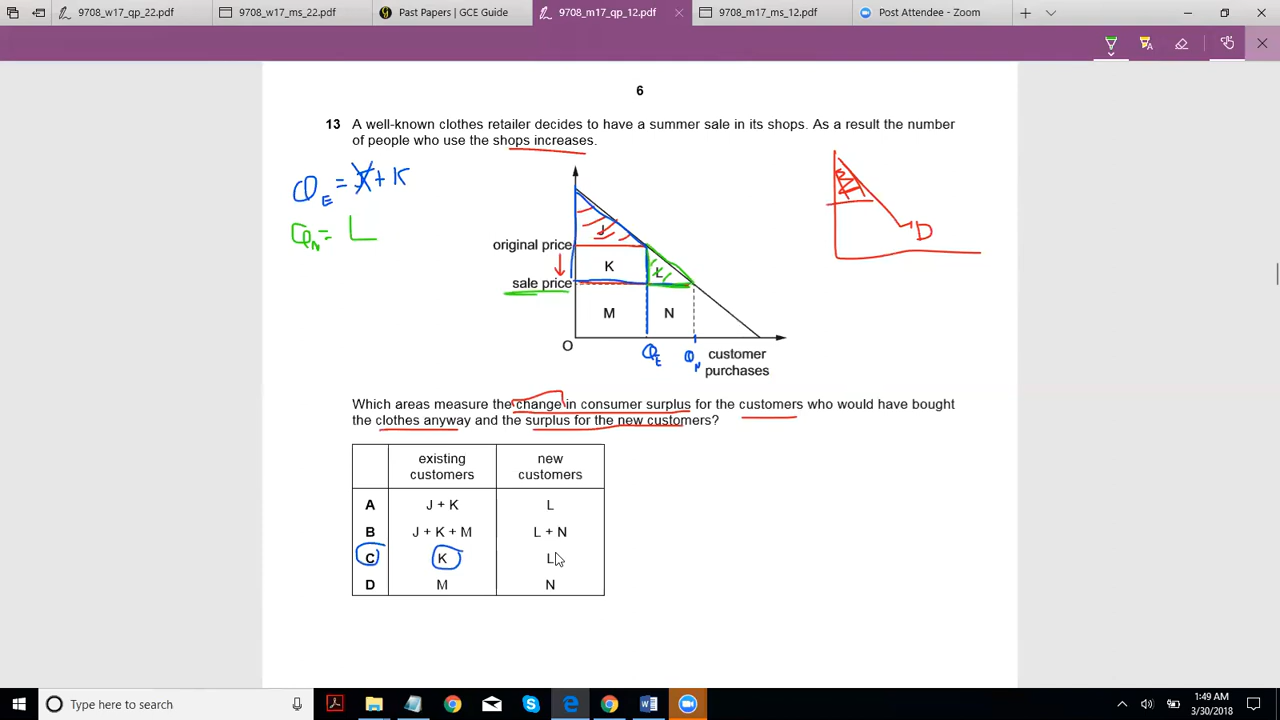 9708_w17_qp_22.pdf
9708_w17_ms_22.pdf
Past Papers | GCE Guide
9708_m17_qp_12.pdf
9708_m17_ms_12.pdf
Post Attendee - Zoom
6
13 A well-known clothes retailer decides to have a summer sale in its shops. As a result the number
of people who use the shops increases.
QE = J + K
QN = L
D
J
original price
K
L
sale price
M
N
O
QE
QN
customer
purchases
Which areas measure the change in consumer surplus for the customers who would have bought
the clothes anyway and the surplus for the new customers?
existing customers
new customers
A J + K L
B J + K + M L + N
C K L
D M N
Type here to search
1:49 AM
3/30/2018